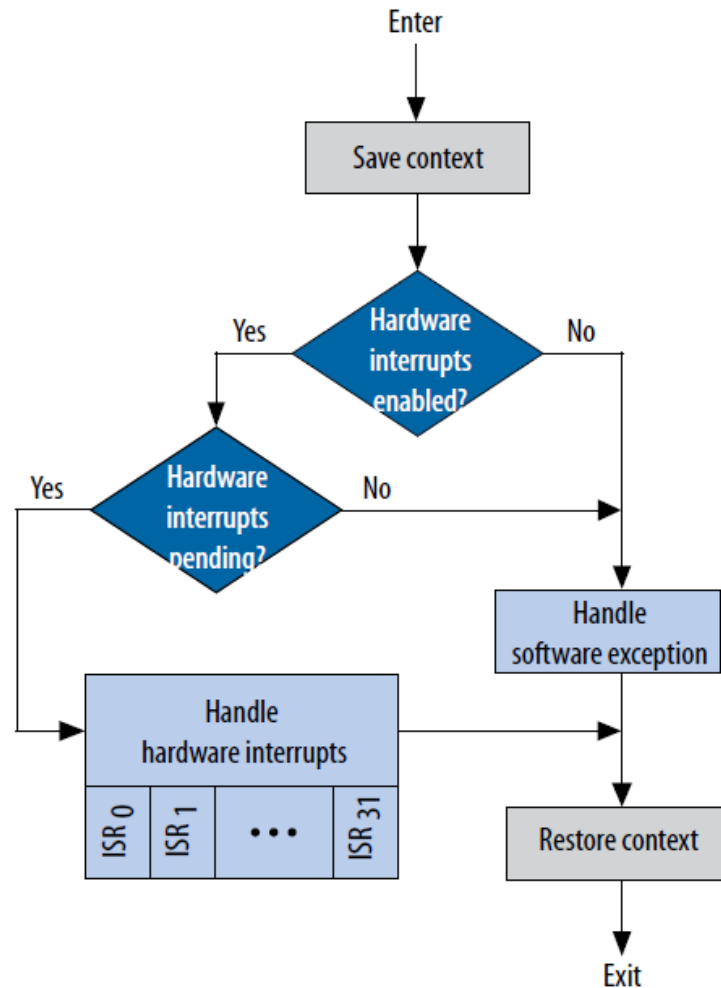 Enter
Save context
Yes
Hardware
interrupts
enabled?
No
Yes
Hardware
interrupts
pending?
No
Handle
software exception
Handle
hardware interrupts
ISR 0
ISR 1
•••
ISR 31
Restore context
Exit